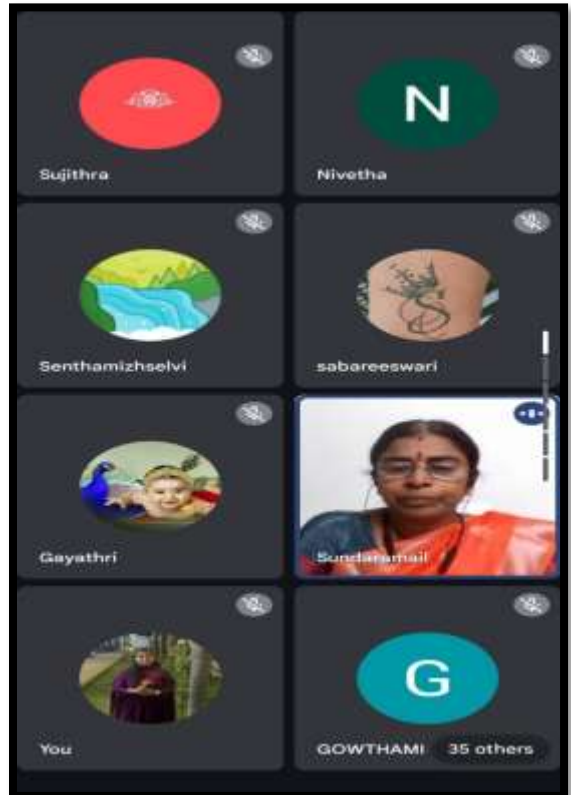 Sujithra
N
Nivetha
Senthamizhselvi
sabareeswari
Gayathri
Sundaramail
You
G
GOWTHAMI
35 others